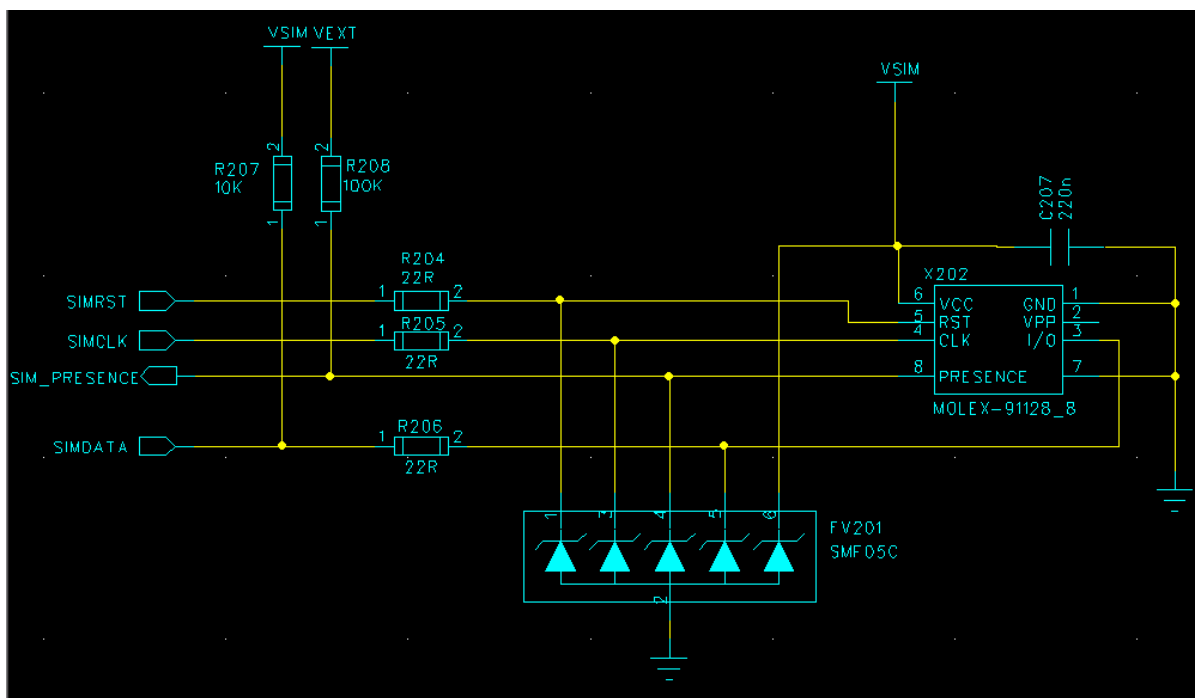 VSIM VEXT
VSIM
2
2
R207
10K
R208
100K
1
1
C207
220n
R204
22R
X202
SIMRST
1
2
6
VCC
GND
1
R205
5
RST
VPP
2
SIMCLK
1
2
4
CLK
I/O
3
22R
SIM_PRESENCE
8
PRESENCE
7
MOLEX-91128_8
R206
SIMDATA
1
2
22R
1
3
4
5
6
FV201
SMF05C
2